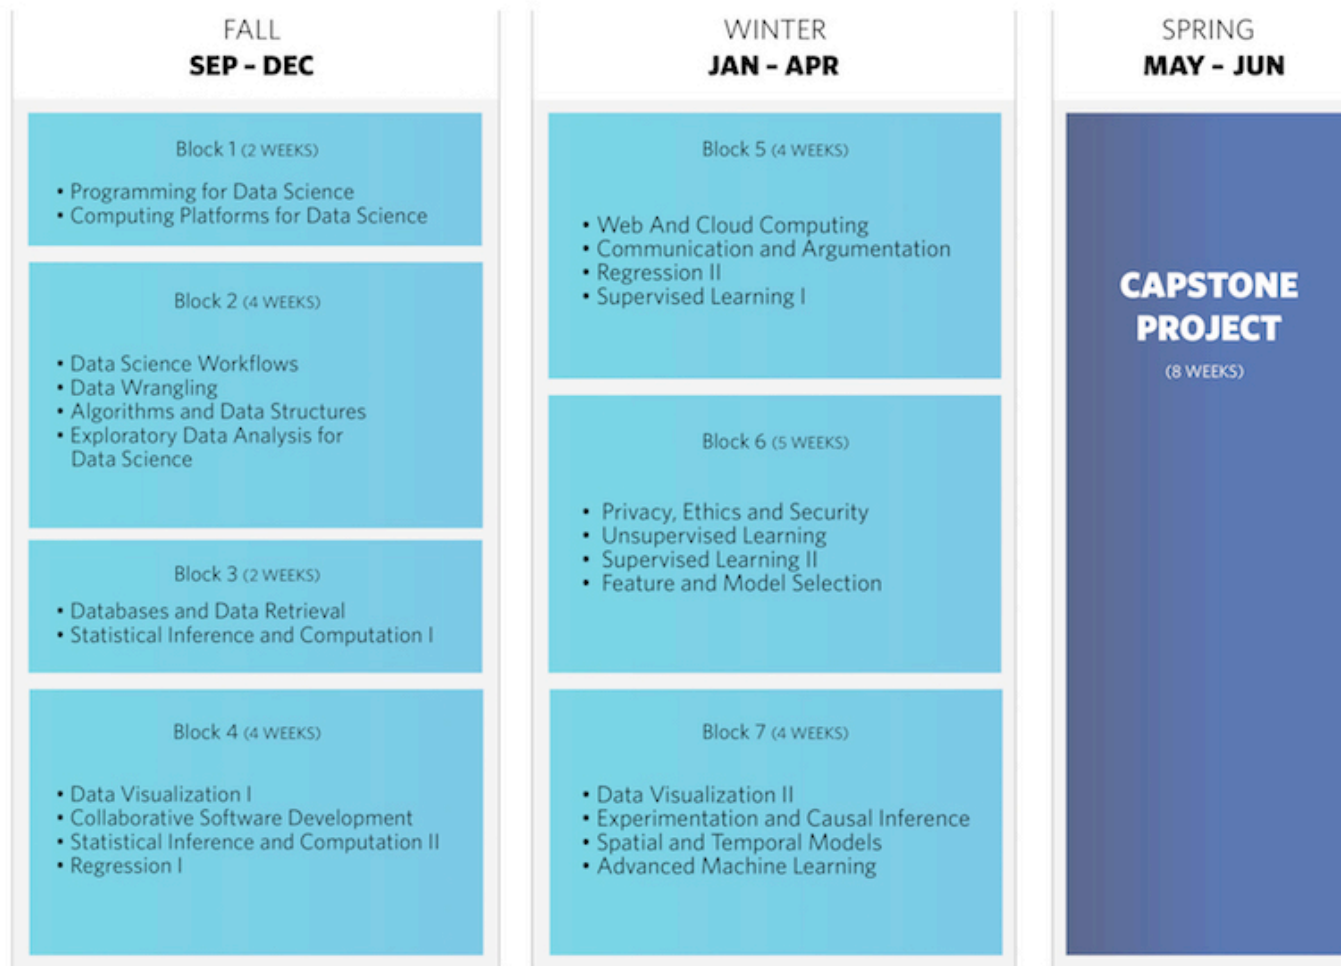 FALL
SEP – DEC
Block 1 (2 WEEKS)
• Programming for Data Science
• Computing Platforms for Data Science
Block 2 (4 WEEKS)
• Data Science Workflows
• Data Wrangling
• Algorithms and Data Structures
• Exploratory Data Analysis for
Data Science
Block 3 (2 WEEKS)
• Databases and Data Retrieval
• Statistical Inference and Computation I
Block 4 (4 WEEKS)
• Data Visualization I
• Collaborative Software Development
• Statistical Inference and Computation II
• Regression I
WINTER
JAN – APR
Block 5 (4 WEEKS)
• Web And Cloud Computing
• Communication and Argumentation
• Regression II
• Supervised Learning I
Block 6 (5 WEEKS)
• Privacy, Ethics and Security
• Unsupervised Learning
• Supervised Learning II
• Feature and Model Selection
Block 7 (4 WEEKS)
• Data Visualization II
• Experimentation and Causal Inference
• Spatial and Temporal Models
• Advanced Machine Learning
SPRING
MAY – JUN
CAPSTONE
PROJECT
(8 WEEKS)